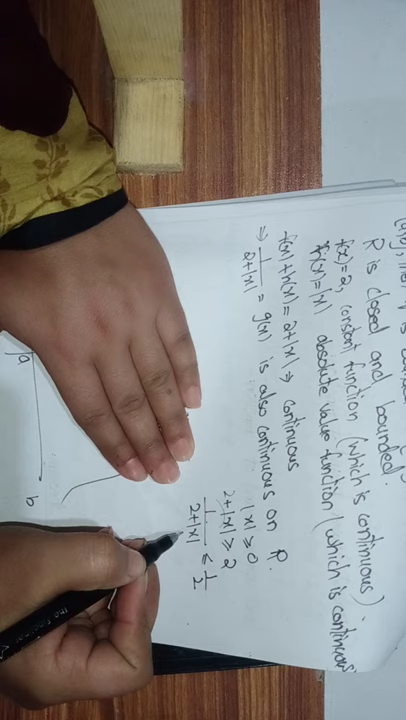 R is closed and bounded.
f(x) = 2, constant function (which is continuous).
h(x) = |x| absolute value function (which is continuous
f(x) + h(x) = 2+|x| ⇒ continuous
⇒ 1/(2+|x|) = g(x) is also continuous on R.
|x| ≥ 0
2+|x| ≥ 2
1/(2+|x|) ≤ 1/2
a
b